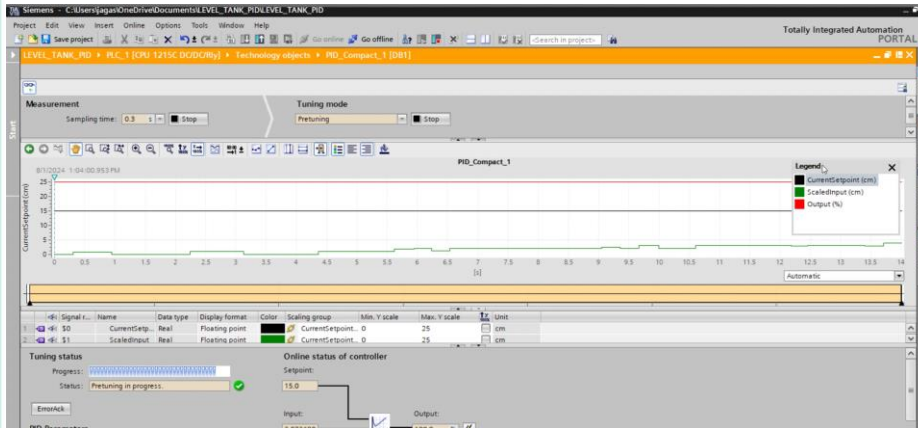 Siemens - C:\Users\jagas\OneDrive\Documents\LEVEL_TANK_PID\LEVEL_TANK_PID
Project Edit View Insert Online Options Tools Window Help
Totally Integrated Automation
PORTAL
Save project Go online Go offline <Search in project>
LEVEL_TANK_PID PLC_1 [CPU 1215C DC/DC/Rly] Technology objects PID_Compact_1 [DB1]
Start
Measurement Tuning mode
Sampling time: 0.3 s Stop Pretuning Stop
PID_Compact_1
8/1/2024 1:04:00.953 PM
Legend
CurrentSetpoint (cm)
ScaledInput (cm)
Output (%)
CurrentSetpoint (cm)
25
20
15
10
5
0
0 0.5 1 1.5 2 2.5 3 3.5 4 4.5 5 5.5 6 6.5 7 7.5 8 8.5 9 9.5 10 10.5 11 11.5 12 12.5 13 13.5 14
[s]
Automatic
Signal r... Name Data type Display format Color Scaling group Min. Y scale Max. Y scale Unit
1 $0 CurrentSetp... Real Floating point CurrentSetpoint... 0 25 cm
2 $1 ScaledInput Real Floating point CurrentSetpoint... 0 25 cm
Tuning status Online status of controller
Progress: Setpoint:
Status: Pretuning in progress. 15.0
ErrorAck
Input: Output:
PID Parameters